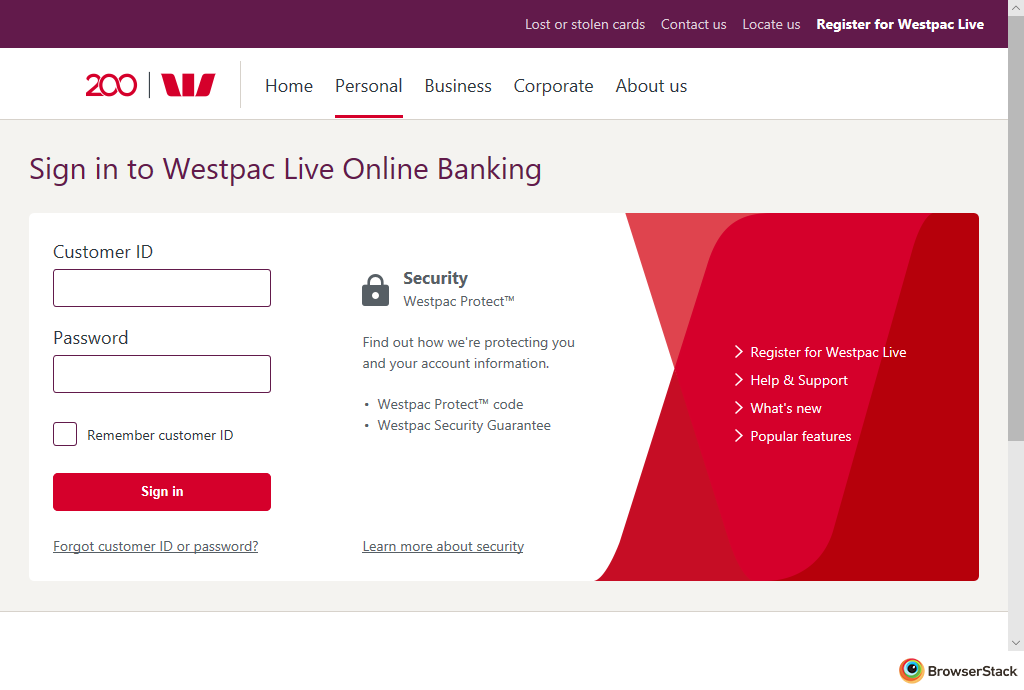 Lost or stolen cards Contact us Locate us Register for Westpac Live
200 Home Personal Business Corporate About us
Sign in to Westpac Live Online Banking
Customer ID
Password
Remember customer ID
Sign in
Forgot customer ID or password?
Security
Westpac Protect™
Find out how we're protecting you
and your account information.
• Westpac Protect™ code
• Westpac Security Guarantee
Learn more about security
Register for Westpac Live
Help & Support
What's new
Popular features
BrowserStack